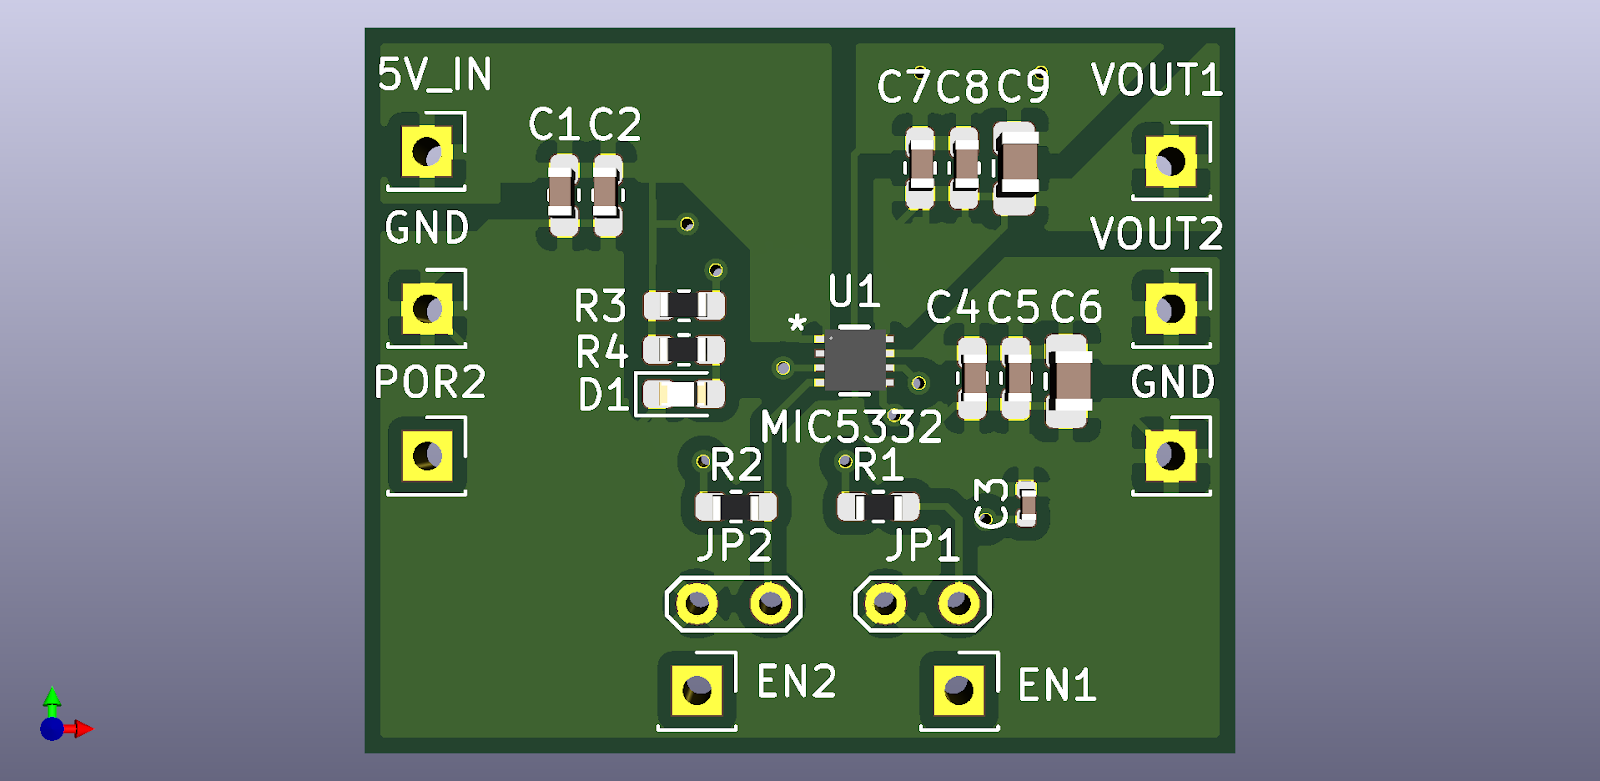 5V_IN
C1 C2
C7 C8 C9
VOUT1
GND
VOUT2
R3
U1
C4 C5 C6
*
R4
POR2
GND
D1
MIC5332
R2
R1
C3
JP2
JP1
EN2
EN1